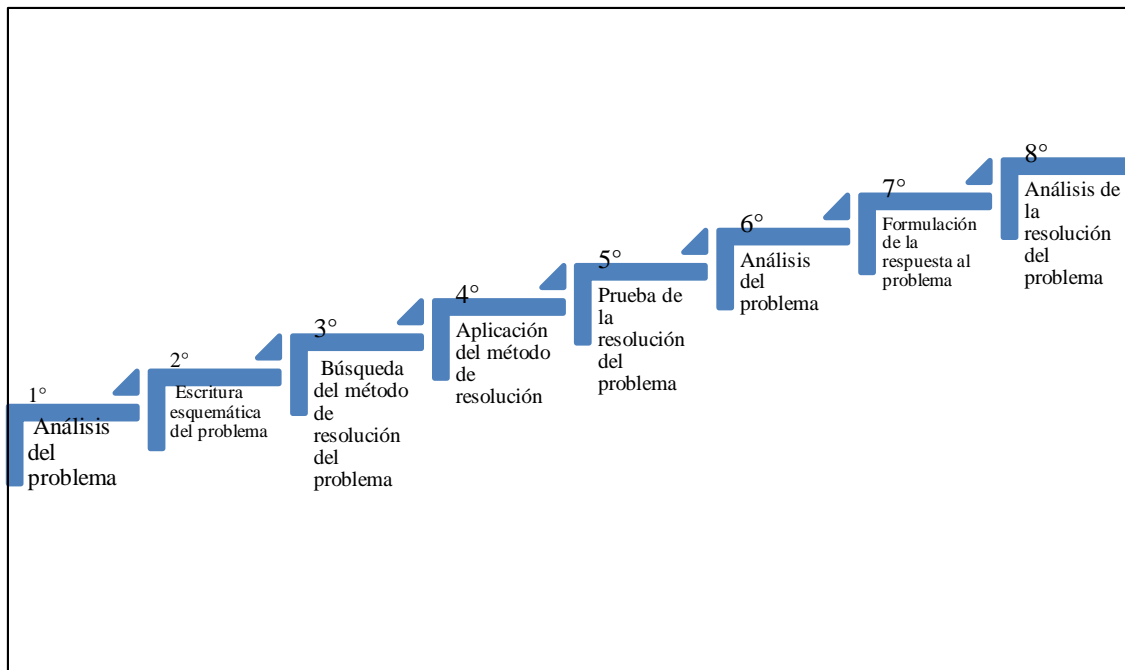 1°
Análisis
del
problema
2°
Escritura
esquemática
del problema
3°
Búsqueda
del método
de
resolución
del
problema
4°
Aplicación
del método
de
resolución
5°
Prueba de
la
resolución
del
problema
6°
Análisis
del
problema
7°
Formulación
de la
respuesta al
problema
8°
Análisis de
la
resolución
del
problema